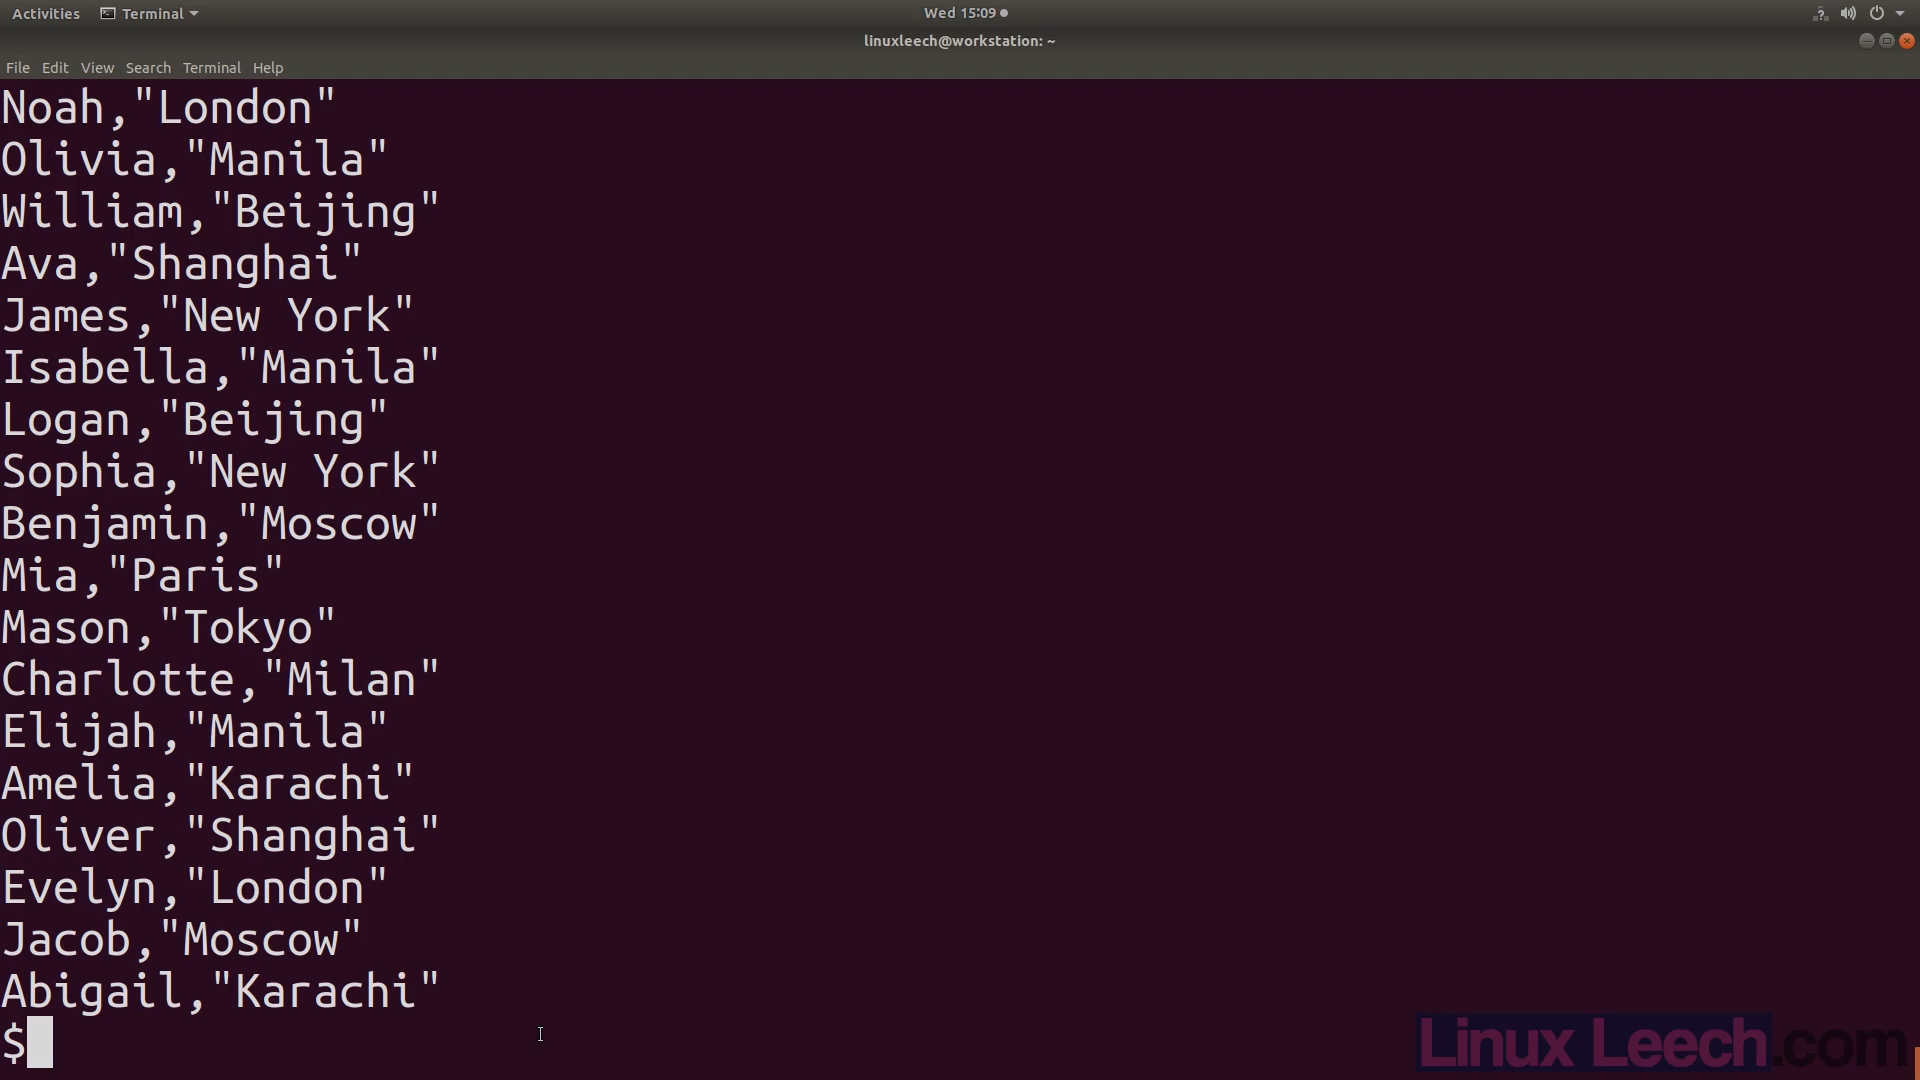 Activities Terminal Wed 15:09
linuxleech@workstation: ~
File Edit View Search Terminal Help
Noah,"London"
Olivia,"Manila"
William,"Beijing"
Ava,"Shanghai"
James,"New York"
Isabella,"Manila"
Logan,"Beijing"
Sophia,"New York"
Benjamin,"Moscow"
Mia,"Paris"
Mason,"Tokyo"
Charlotte,"Milan"
Elijah,"Manila"
Amelia,"Karachi"
Oliver,"Shanghai"
Evelyn,"London"
Jacob,"Moscow"
Abigail,"Karachi"
$
Linux Leech.com